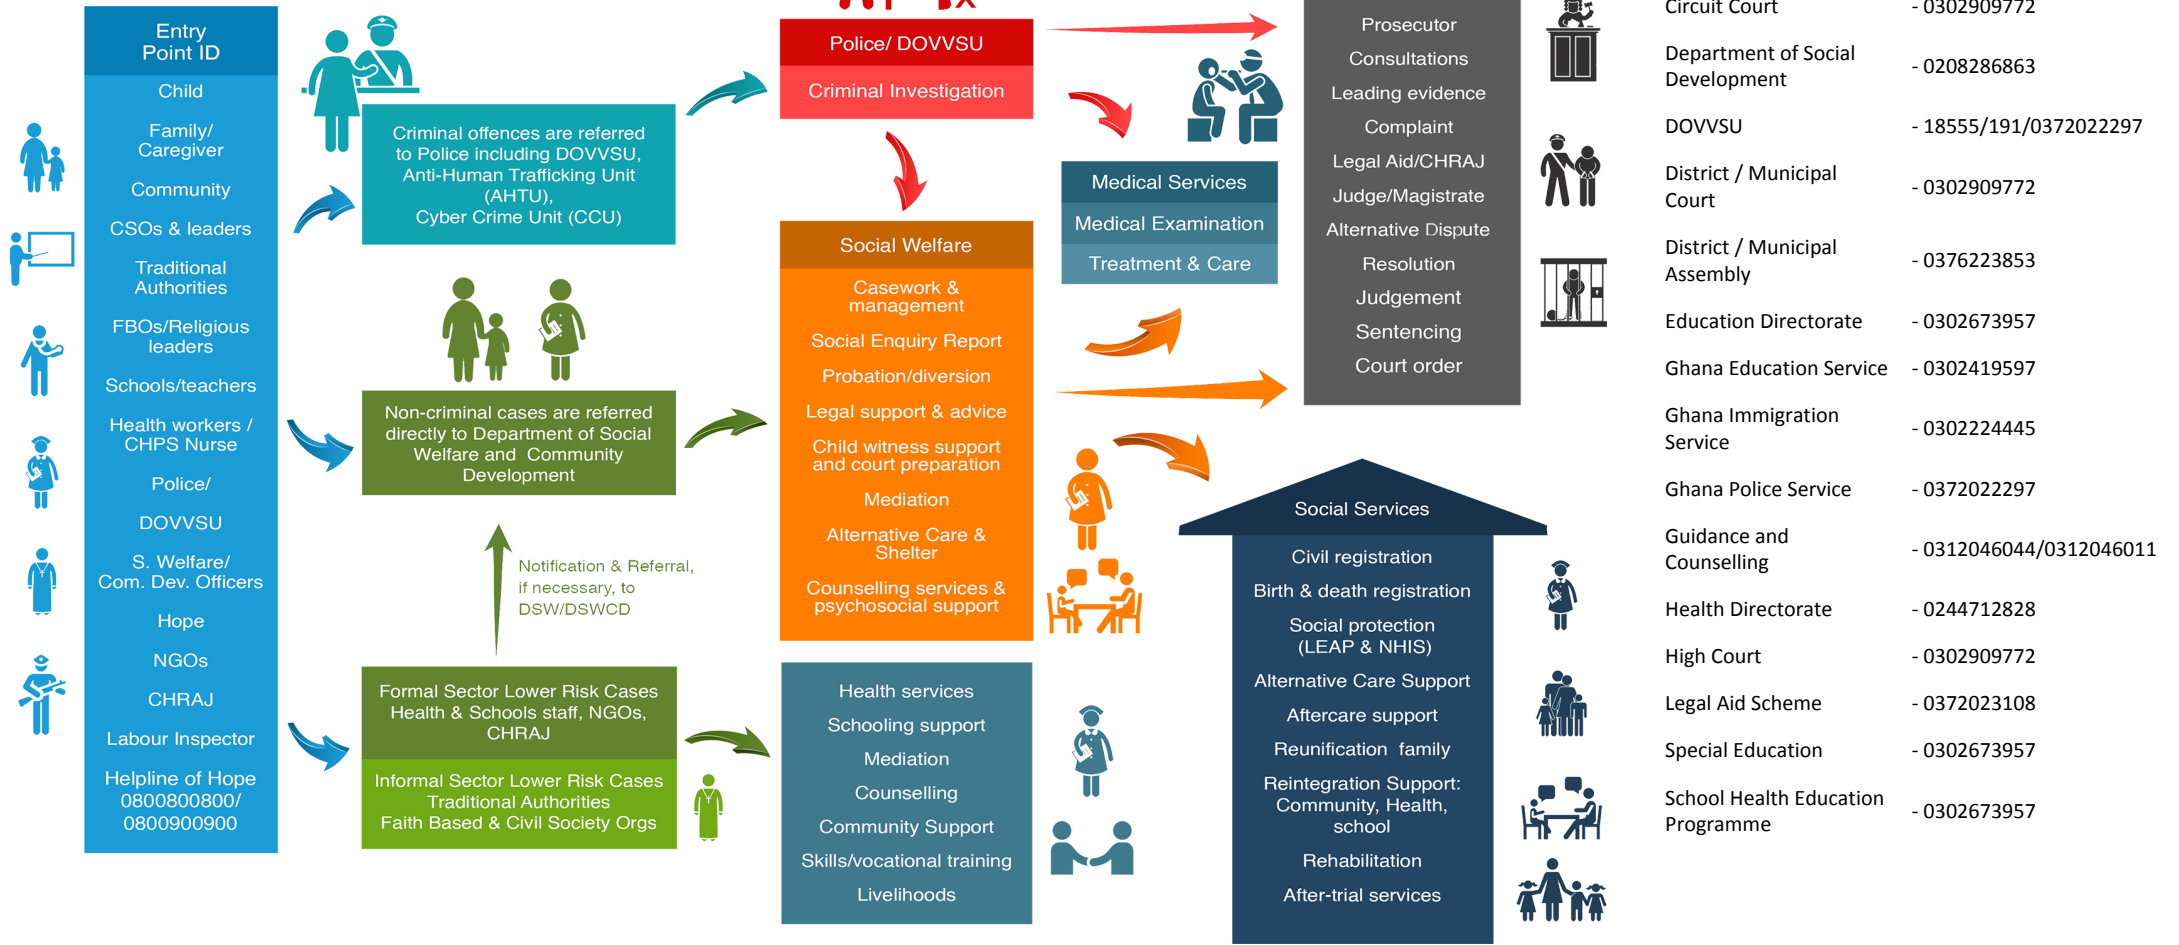 Entry
Point ID
Child
Family/
Caregiver
Community
CSOs & leaders
Traditional
Authorities
FBOs/Religious
leaders
Schools/teachers
Health workers /
CHPS Nurse
Police/
DOVVSU
S. Welfare/
Com. Dev. Officers
Hope
NGOs
CHRAJ
Labour Inspector
Helpline of Hope
0800800800/
0800900900
Criminal offences are referred
to Police including DOVVSU,
Anti-Human Trafficking Unit
(AHTU),
Cyber Crime Unit (CCU)
Non-criminal cases are referred
directly to Department of Social
Welfare and Community
Development
Notification & Referral,
if necessary, to
DSW/DSWCD
Formal Sector Lower Risk Cases
Health & Schools staff, NGOs,
CHRAJ
Informal Sector Lower Risk Cases
Traditional Authorities
Faith Based & Civil Society Orgs
Police/ DOVVSU
Criminal Investigation
Social Welfare
Casework &
management
Social Enquiry Report
Probation/diversion
Legal support & advice
Child witness support
and court preparation
Mediation
Alternative Care &
Shelter
Counselling services &
psychosocial support
Health services
Schooling support
Mediation
Counselling
Community Support
Skills/vocational training
Livelihoods
Medical Services
Medical Examination
Treatment & Care
Prosecutor
Consultations
Leading evidence
Complaint
Legal Aid/CHRAJ
Judge/Magistrate
Alternative Dispute
Resolution
Judgement
Sentencing
Court order
Social Services
Civil registration
Birth & death registration
Social protection
(LEAP & NHIS)
Alternative Care Support
Aftercare support
Reunification family
Reintegration Support:
Community, Health,
school
Rehabilitation
After-trial services
Circuit Court - 0302909772
Department of Social
Development - 0208286863
DOVVSU - 18555/191/0372022297
District / Municipal
Court - 0302909772
District / Municipal
Assembly - 0376223853
Education Directorate - 0302673957
Ghana Education Service - 0302419597
Ghana Immigration
Service - 0302224445
Ghana Police Service - 0372022297
Guidance and
Counselling - 0312046044/0312046011
Health Directorate - 0244712828
High Court - 0302909772
Legal Aid Scheme - 0372023108
Special Education - 0302673957
School Health Education
Programme - 0302673957